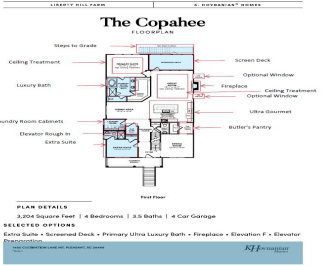 LIBERTY HILL FARM
K. HOVNANIAN® HOMES
The Copahee
FLOORPLAN
Steps to Grade
Ceiling Treatment
Screen Deck
Optional Window
Luxury Bath
Fireplace
Ceiling Treatment
Optional Window
Ultra Gourmet
undry Room Cabinets
Butler's Pantry
Elevator Rough In
Extra Suite
First Floor
PLAN DETAILS
3,204 Square Feet | 4 Bedrooms | 3.5 Baths | 4 Car Garage
SELECTED OPTIONS
Extra Suite • Screened Deck • Primary Ultra Luxury Bath • Fireplace • Elevation F • Elevator
Preparation
KHovnanian